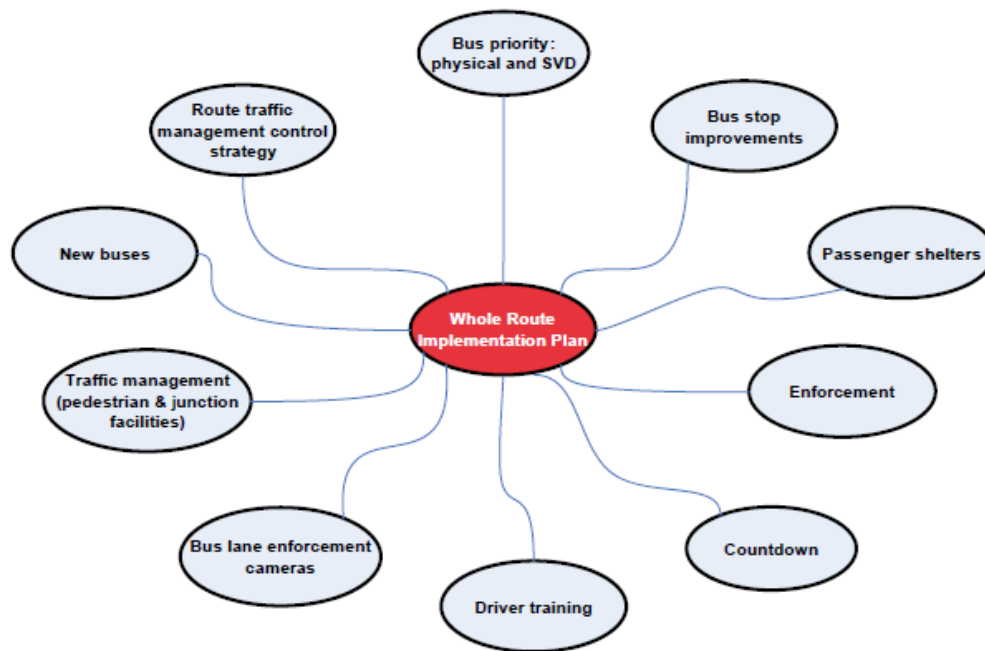 Bus priority:
physical and SVD
Route traffic
management control
strategy
Bus stop
improvements
New buses
Passenger shelters
Whole Route
Implementation Plan
Traffic management
(pedestrian & junction
facilities)
Enforcement
Bus lane enforcement
cameras
Countdown
Driver training